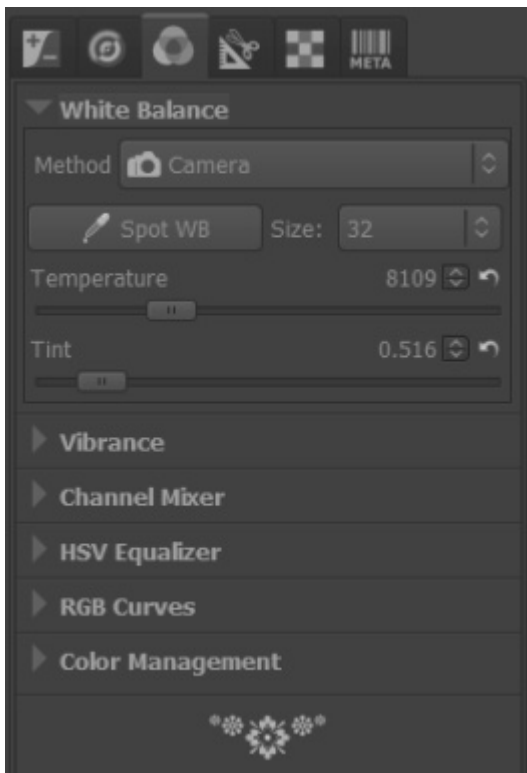 META
White Balance
Method Camera
Spot WB Size: 32
Temperature 8109
Tint 0.516
Vibrance
Channel Mixer
HSV Equalizer
RGB Curves
Color Management